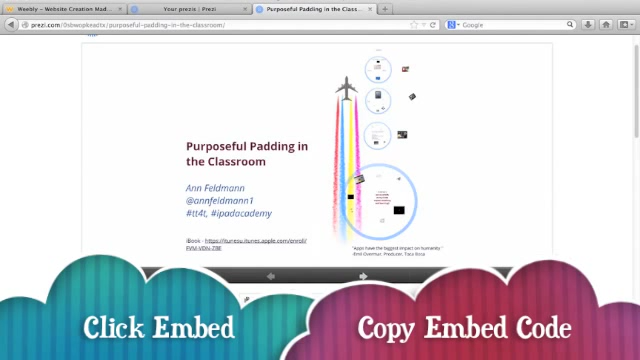 Weebly - Website Creation Mad...
Your prezis | Prezi
Purposeful Padding in the Class...
prezi.com/0sbwopkeadtx/purposeful-padding-in-the-classroom/
Google
Purposeful Padding in
the Classroom
Ann Feldmann
@annfeldmann1
#tt4t, #ipadacademy
iBook - https://itunesu.itunes.apple.com/enroll/
"Apps have the biggest impact on humanity."
Click Embed
Copy Embed Code